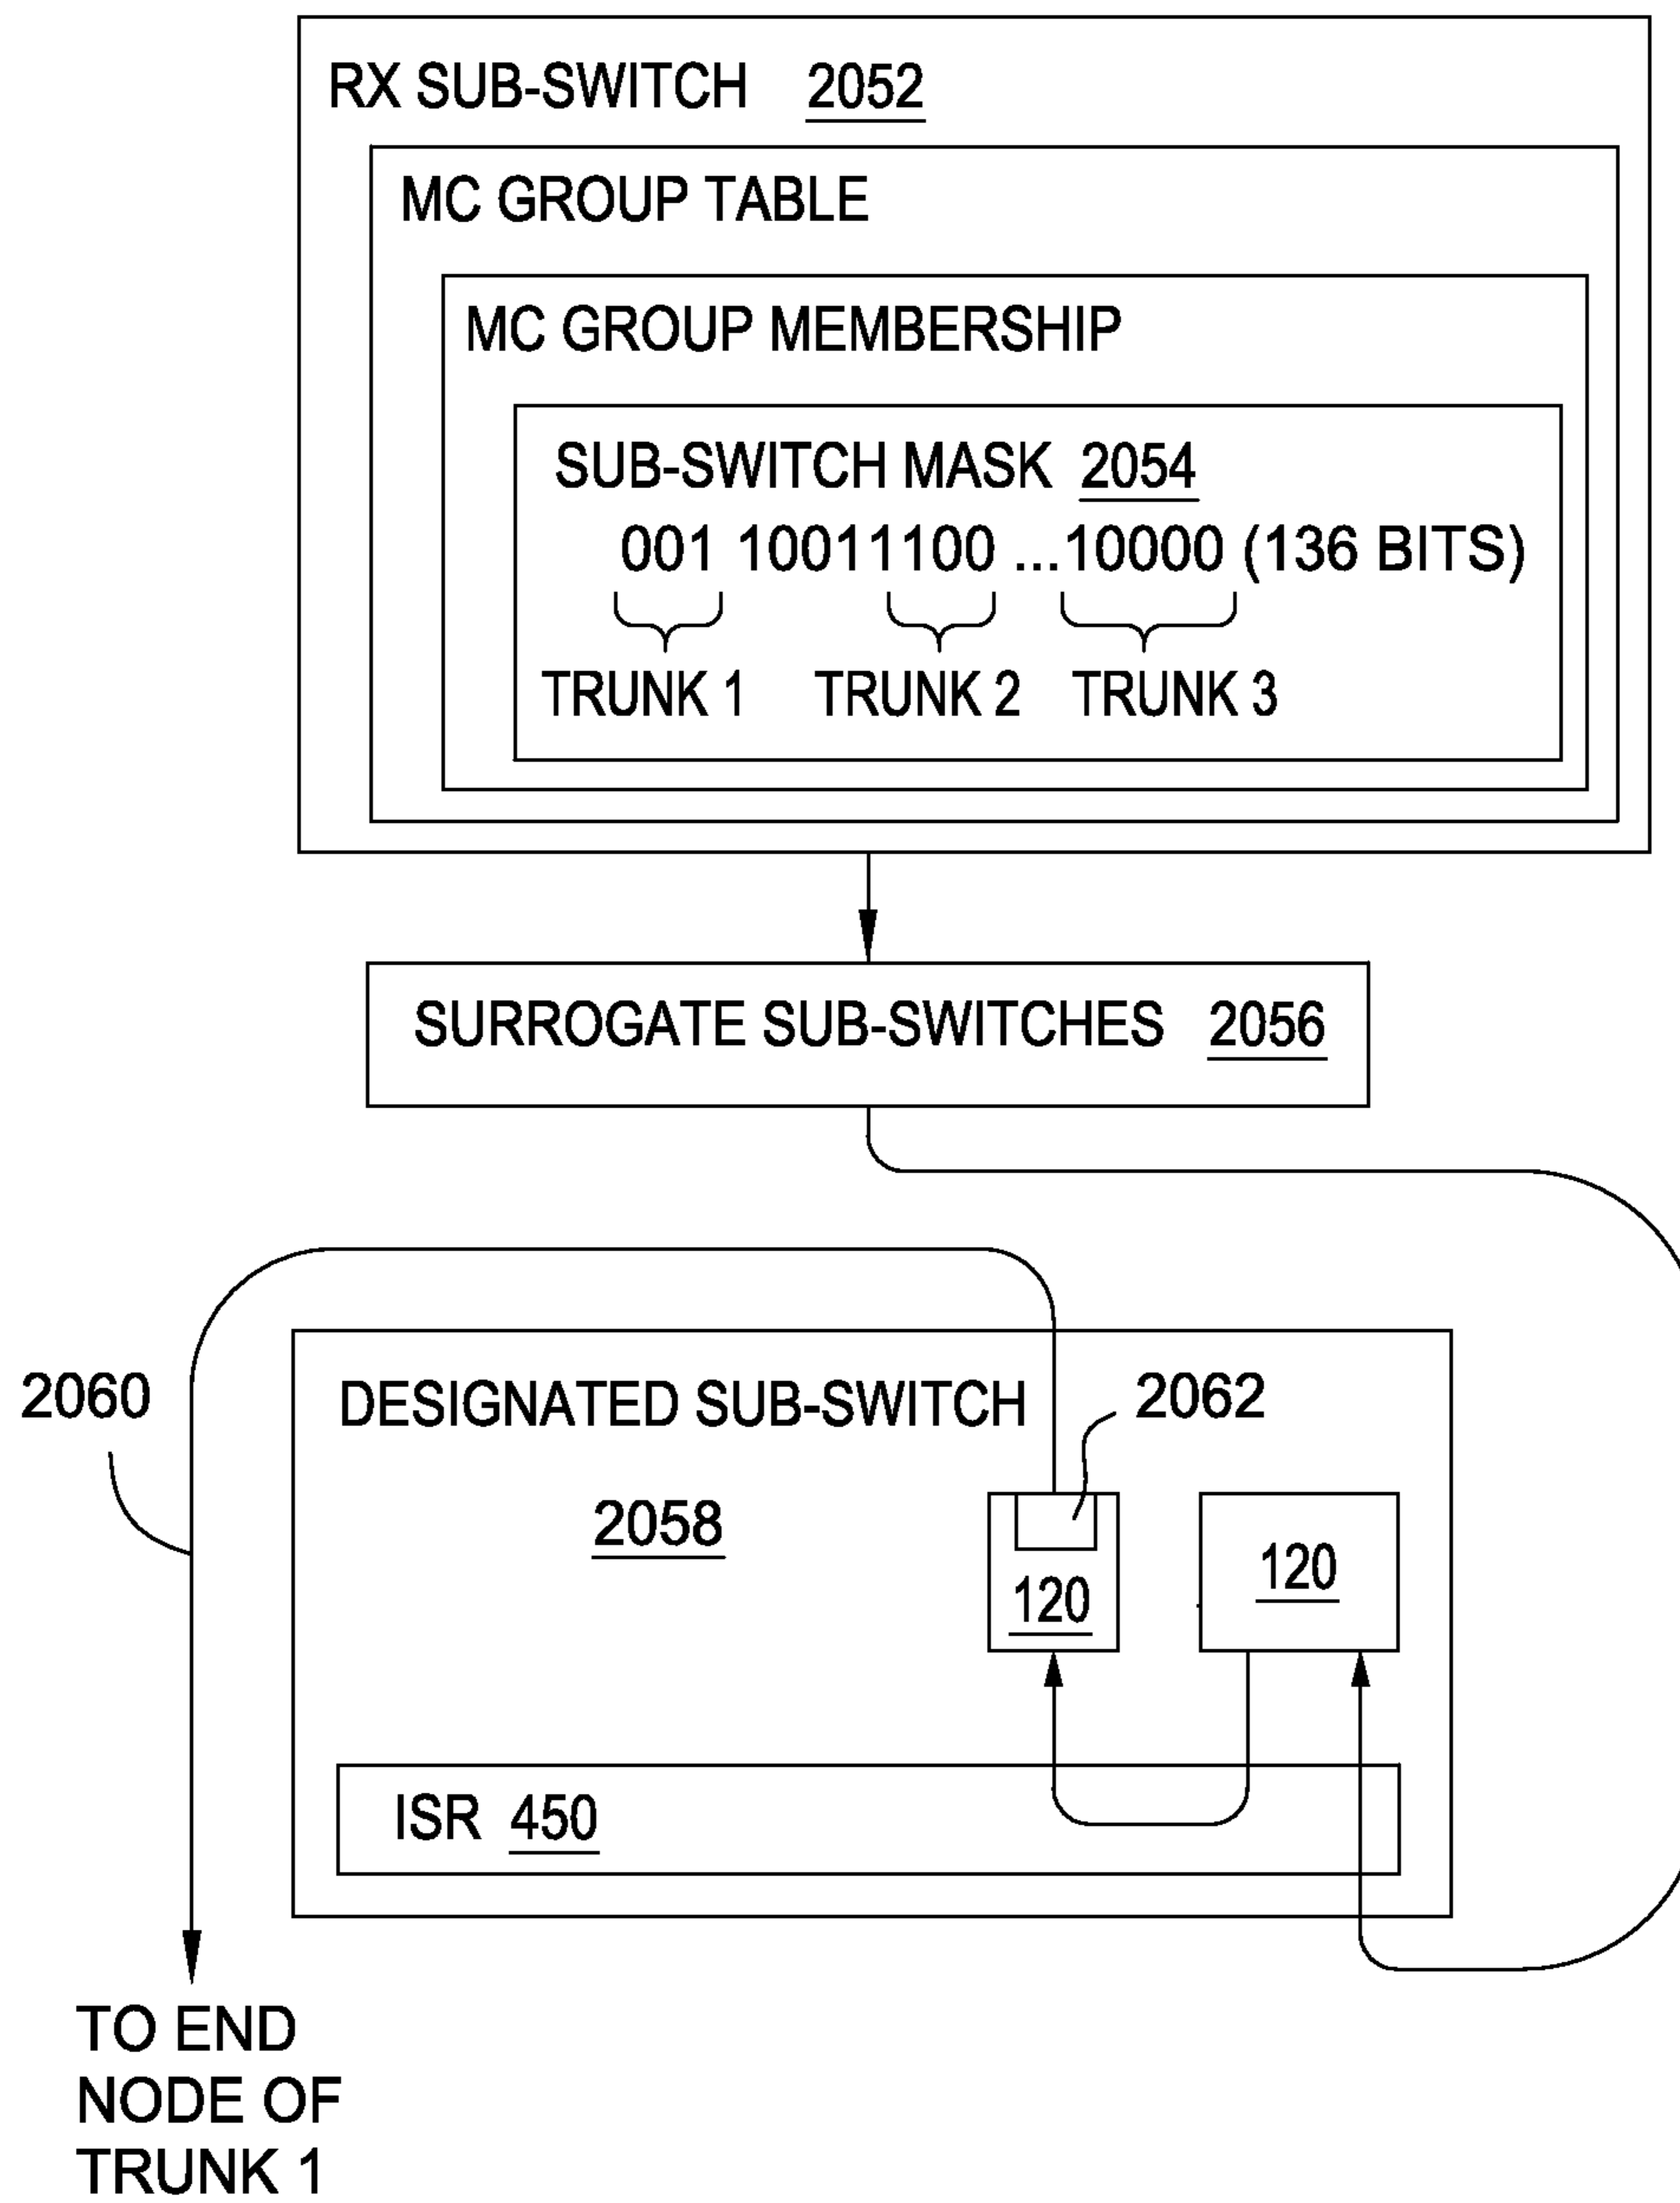 RX SUB-SWITCH 2052
MC GROUP TABLE
MC GROUP MEMBERSHIP
SUB-SWITCH MASK 2054
001 10011100 ...10000 (136 BITS)
TRUNK 1 TRUNK 2 TRUNK 3
SURROGATE SUB-SWITCHES 2056
2060
DESIGNATED SUB-SWITCH
2062
2058
120
120
ISR 450
TO END
NODE OF
TRUNK 1